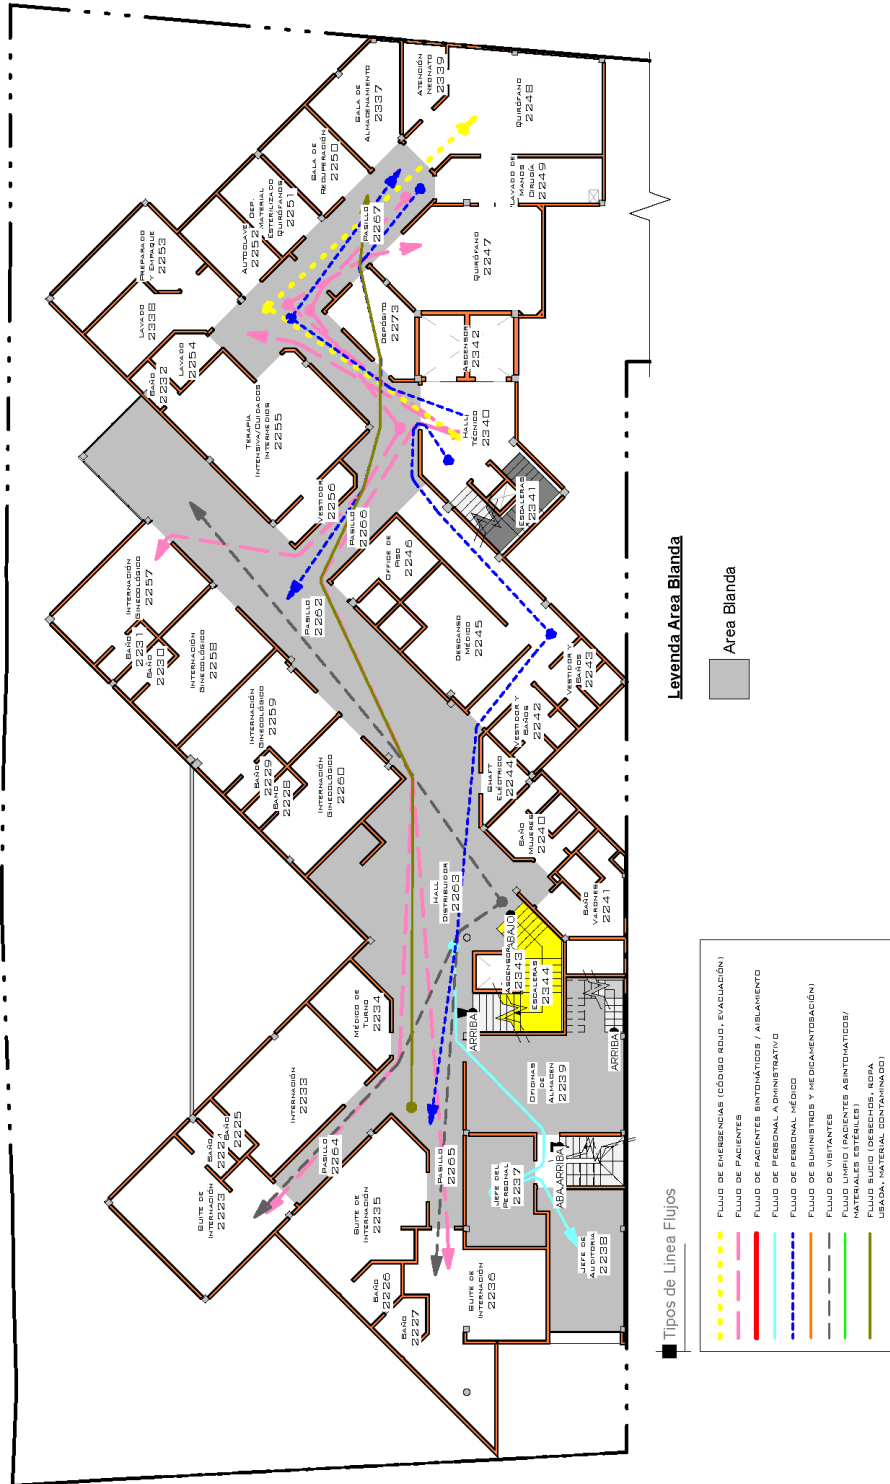 SUITE DE
INTERNACIÓN
2223
BAÑO
2224
BAÑO
2225
INTERNACIÓN
2233
MÉDICO DE
TURNO
2234
PASILLO
2264
SUITE DE
INTERNACIÓN
2235
BAÑO
2226
BAÑO
2227
SUITE DE
INTERNACIÓN
2236
PASILLO
2265
JEFE DEL
PERSONAL
2237
JEFE DE
AUDITORIA
2238
OFICINAS
DE
ALMACEN
2239
ABAJO
ARRIBA
ARRIBA
ARRIBA
ASCENSOR
2343
ESCALERAS
2344
ABAJO
HALL
DISTRIBUIDOR
2263
BAÑO
VARONES
2241
BAÑO
MUJERES
2240
SHAFT
ELÉCTRICO
2244
VESTIDOR Y
BAÑOS
2242
VESTIDOR Y
BAÑOS
2243
INTERNACIÓN
GINECOLÓGICO
2260
BAÑO
2228
BAÑO
2229
INTERNACIÓN
GINECOLÓGICO
2259
INTERNACIÓN
GINECOLÓGICO
2258
BAÑO
2230
BAÑO
2231
INTERNACIÓN
GINECOLÓGICO
2257
PASILLO
2262
DESCANSO
MÉDICO
2245
OFFICE DE
PISO
2246
PASILLO
2266
VESTIDOR
2256
TERAPIA
INTENSIVA/CUIDADOS
INTERMEDIOS
2255
BAÑO
2232
LAVADO
2254
LAVADO
2338
PREPARADO
Y EMPAQUE
2253
ESCALERAS
2341
HALL
TÉCNICO
2340
ASCENSOR
2342
DEPÓSITO
2273
AUTOCLAVE
2252
DEP.
MATERIAL
ESTERILIZADO
QUIRÓFANOS
2251
SALA DE
RECUPERACIÓN
2250
PASILLO
2267
SALA DE
ALMACENAMIENTO
2337
ATENCIÓN
NEONATO
2339
QUIRÓFANO
2247
LAVADO DE
MANOS
CIRUGÍA
2249
QUIRÓFANO
2248
Leyenda Area Blanda
Area Blanda
Tipos de Linea Flujos
FLUJO DE EMERGENCIAS (CÓDIGO ROJO, EVACUACIÓN)
FLUJO DE PACIENTES
FLUJO DE PACIENTES SINTOMÁTICOS / AISLAMIENTO
FLUJO DE PERSONAL ADMINISTRATIVO
FLUJO DE PERSONAL MÉDICO
FLUJO DE SUMINISTROS Y MEDICAMENTOSACIÓN)
FLUJO DE VISITANTES
FLUJO LIMPIO (PACIENTES ASINTOMATICOS/
MATERIALES ESTÉRILES)
FLUJO SUCIO (DESECHOS, ROPA
USADA, MATERIAL CONTAMINADO)